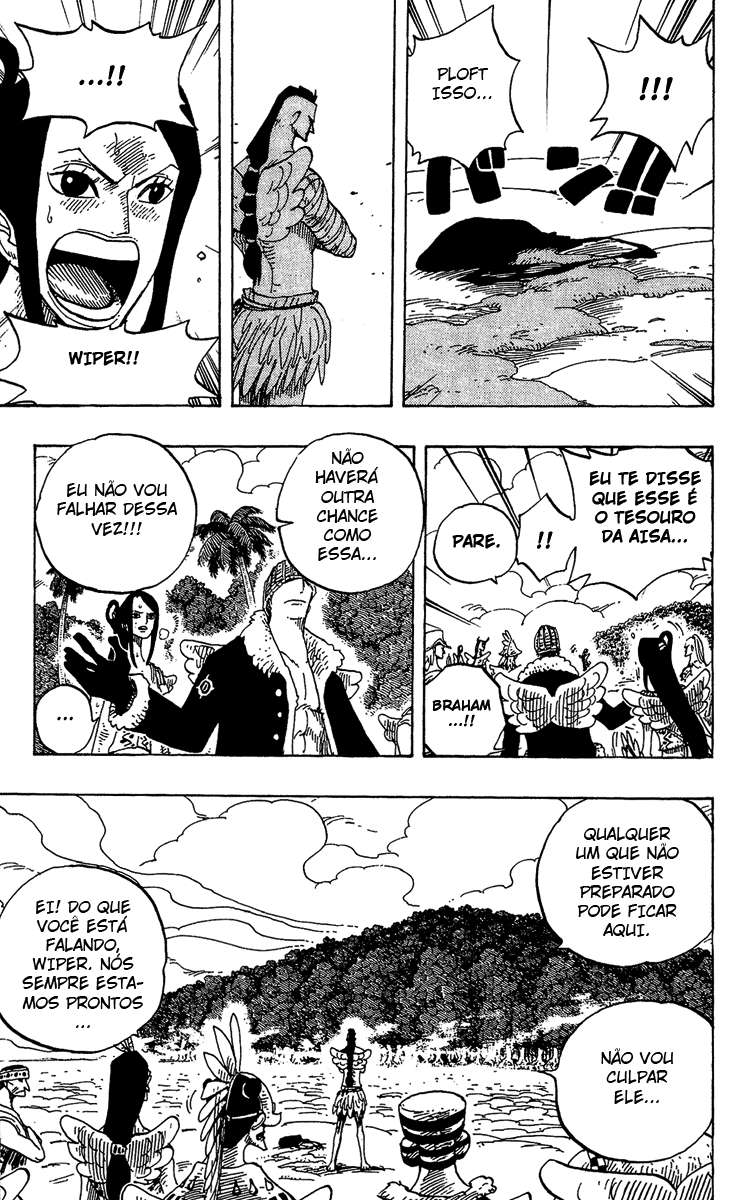 !!!
PLOFT
ISSO...
...!!
WIPER!!
EU TE DISSE
QUE ESSE É
O TESOURO
DA AISA...
!!
PARE.
BRAHAM
...!!
NÃO
HAVERÁ
OUTRA
CHANCE
COMO
ESSA...
EU NÃO VOU
FALHAR DESSA
VEZ!!!
...
QUALQUER
UM QUE NÃO
ESTIVER
PREPARADO
PODE FICAR
AQUI.
EI! DO QUE
VOCÊ ESTÁ
FALANDO,
WIPER. NÓS
SEMPRE ESTA-
MOS PRONTOS
...
NÃO VOU
CULPAR
ELE...